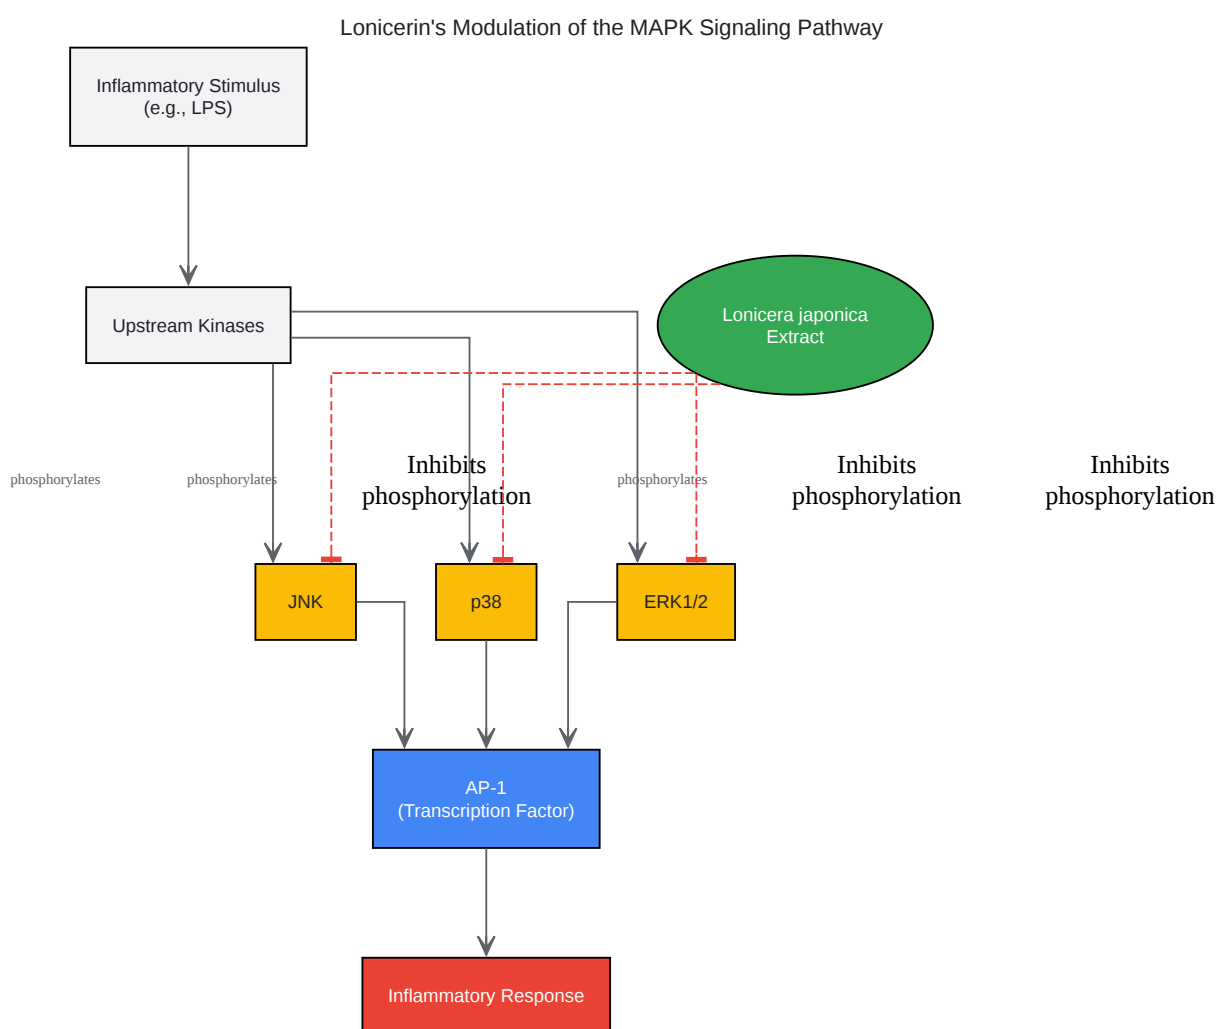 Lonicerin's Modulation of the MAPK Signaling Pathway
Inflammatory Stimulus
(e.g., LPS)
Upstream Kinases
Lonicera japonica
Extract
phosphorylates
phosphorylates
Inhibits
phosphorylation
phosphorylates
Inhibits
phosphorylation
Inhibits
phosphorylation
JNK
p38
ERK1/2
AP-1
(Transcription Factor)
Inflammatory Response